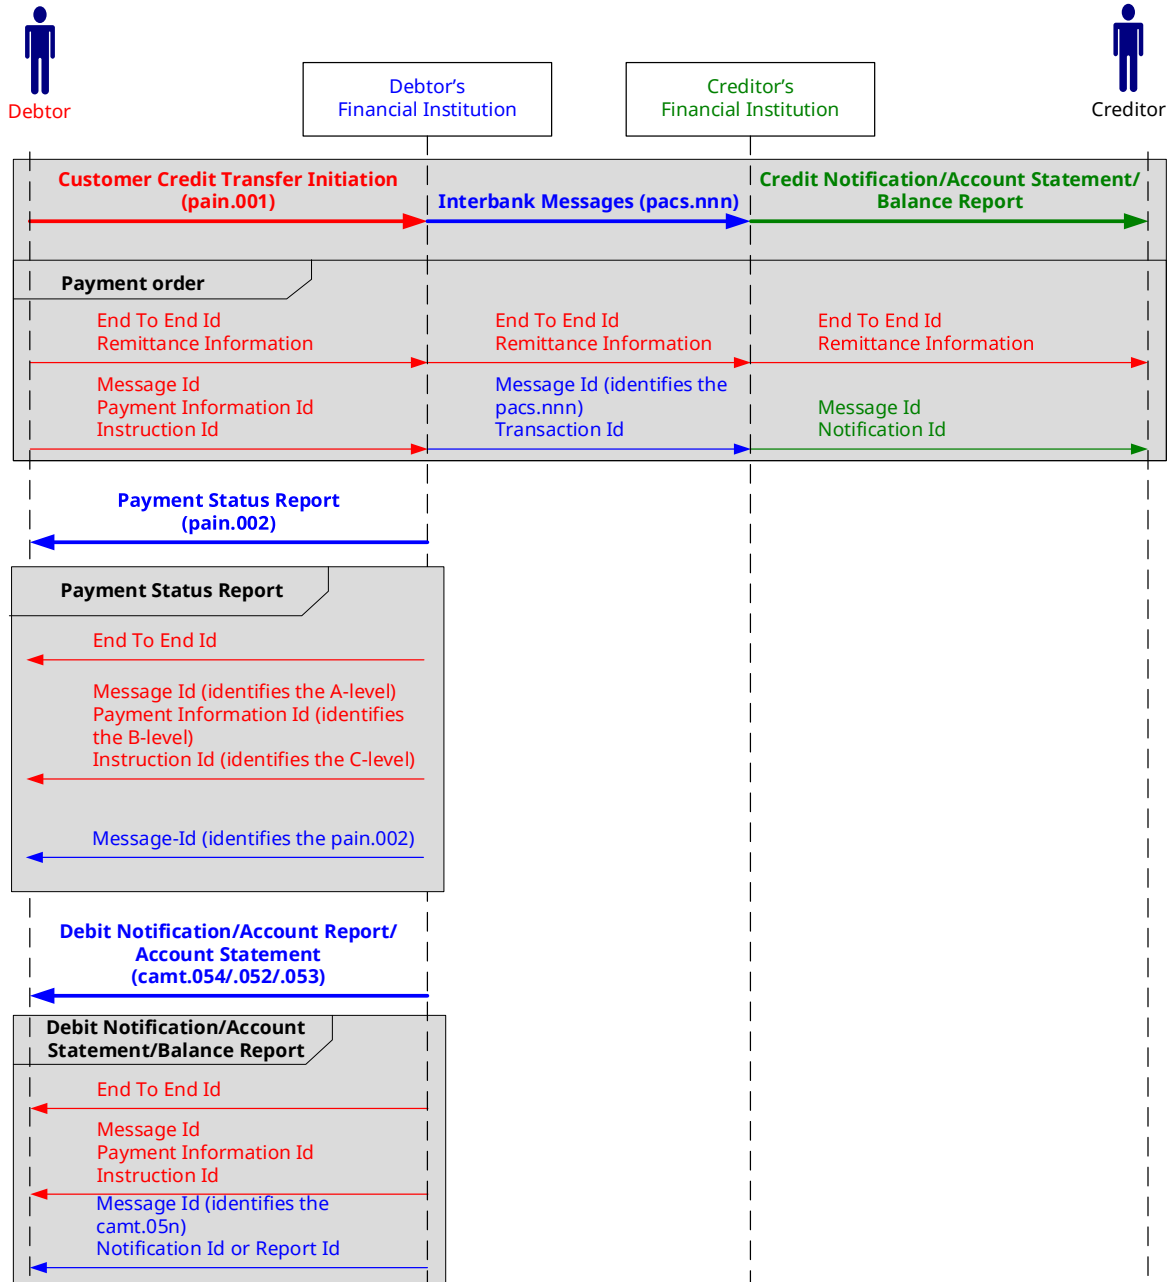 Debtor
Debtor’s
Financial Institution
Creditor’s
Financial Institution
Creditor
Customer Credit Transfer Initiation
(pain.001)
Interbank Messages (pacs.nnn)
Credit Notification/Account Statement/
Balance Report
Payment order
End To End Id
Remittance Information
End To End Id
Remittance Information
End To End Id
Remittance Information
Message Id
Payment Information Id
Instruction Id
Message Id (identifies the
pacs.nnn)
Transaction Id
Message Id
Notification Id
Payment Status Report
(pain.002)
Payment Status Report
End To End Id
Message Id (identifies the A-level)
Payment Information Id (identifies
the B-level)
Instruction Id (identifies the C-level)
Message-Id (identifies the pain.002)
Debit Notification/Account Report/
Account Statement
(camt.054/.052/.053)
Debit Notification/Account
Statement/Balance Report
End To End Id
Message Id
Payment Information Id
Instruction Id
Message Id (identifies the
camt.05n)
Notification Id or Report Id